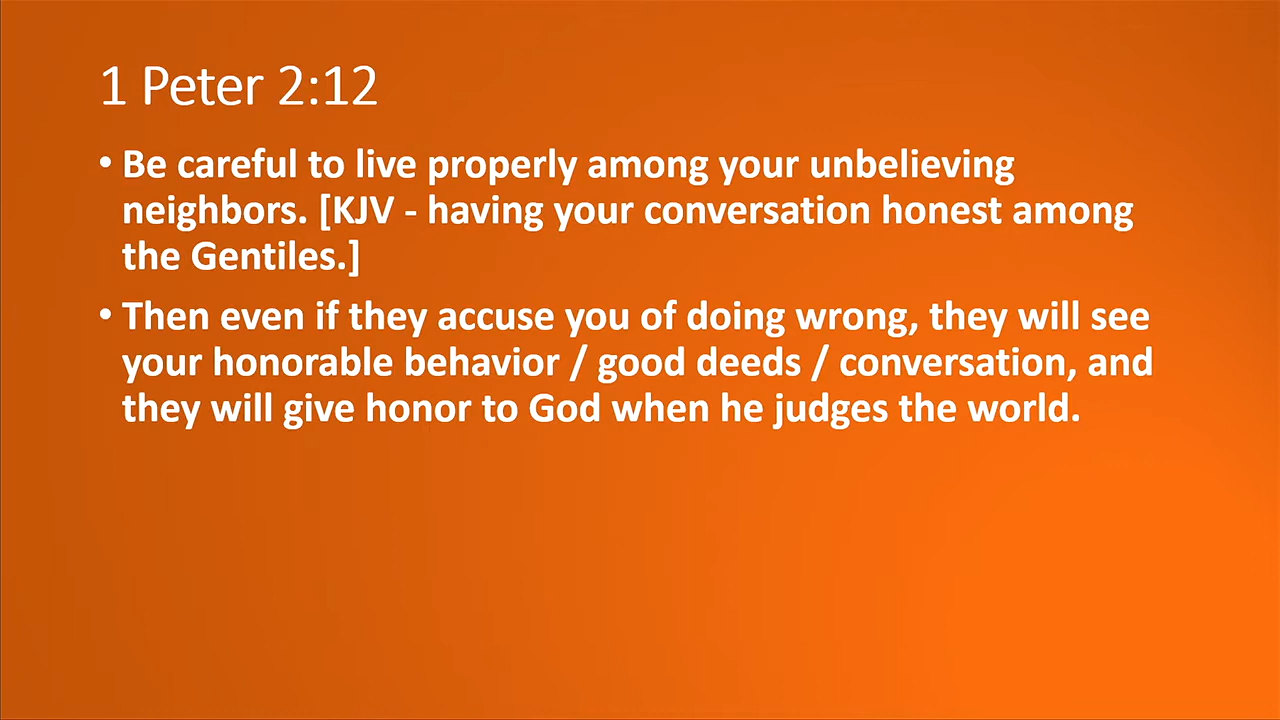 1 Peter 2:12
• Be careful to live properly among your unbelieving
neighbors. [KJV - having your conversation honest among
the Gentiles.]
• Then even if they accuse you of doing wrong, they will see
your honorable behavior / good deeds / conversation, and
they will give honor to God when he judges the world.